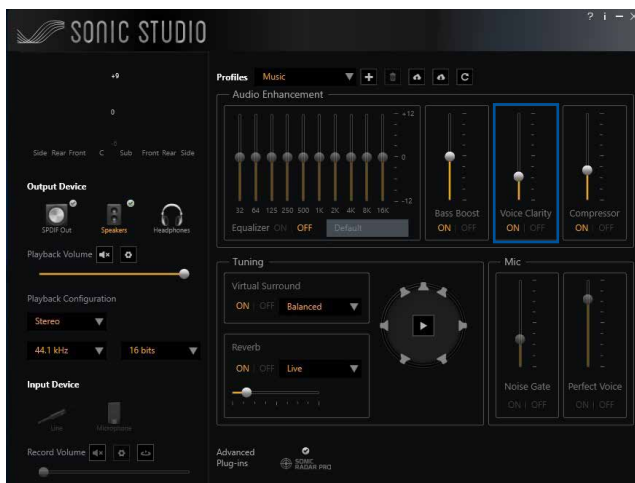 SONIC STUDIO
? i
+9
0
-0
Side Rear Front C Sub Front Rear Side
Output Device
SPDIF Out Speakers Headphones
Playback Volume
Playback Configuration
Stereo
44.1 kHz 16 bits
Input Device
Line Microphone
Record Volume
Profiles Music
Audio Enhancement
+12
0
-12
32 64 125 250 500 1K 2K 4K 8K 16K
Equalizer ON OFF Default
Bass Boost
ON | OFF
Voice Clarity
ON | OFF
Compressor
ON | OFF
Tuning
Virtual Surround
ON | OFF Balanced
Reverb
ON | OFF Live
Mic
Noise Gate
ON | OFF
Perfect Voice
ON | OFF
Advanced
Plug-ins
SONIC
RADAR PRO